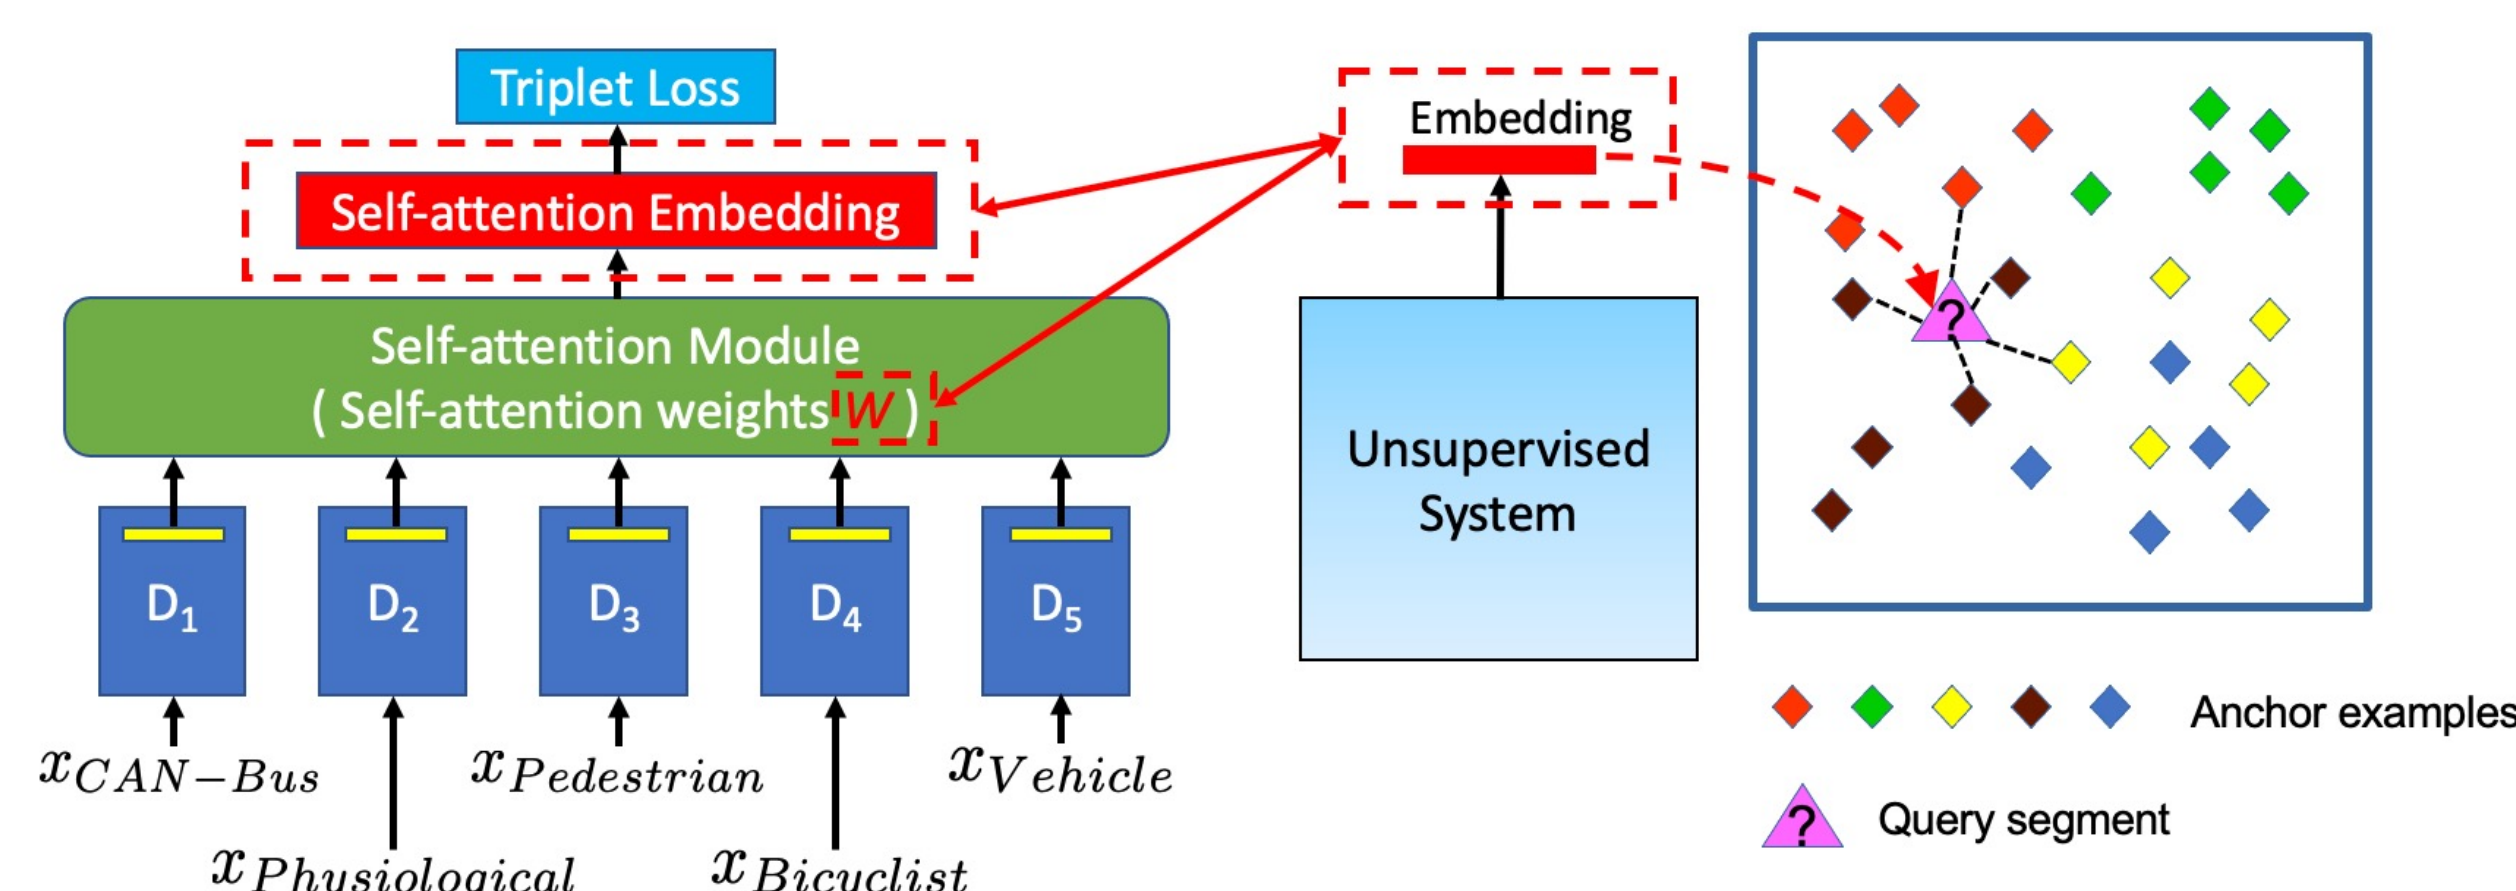 Triplet Loss
Self-attention Embedding
Self-attention Module
( Self-attention weights W )
D1
D2
D3
D4
D5
xCAN−Bus
xPedestrian
xVehicle
xPhysiological
xBicyclist
Embedding
Unsupervised
System
?
Anchor examples
?
Query segment